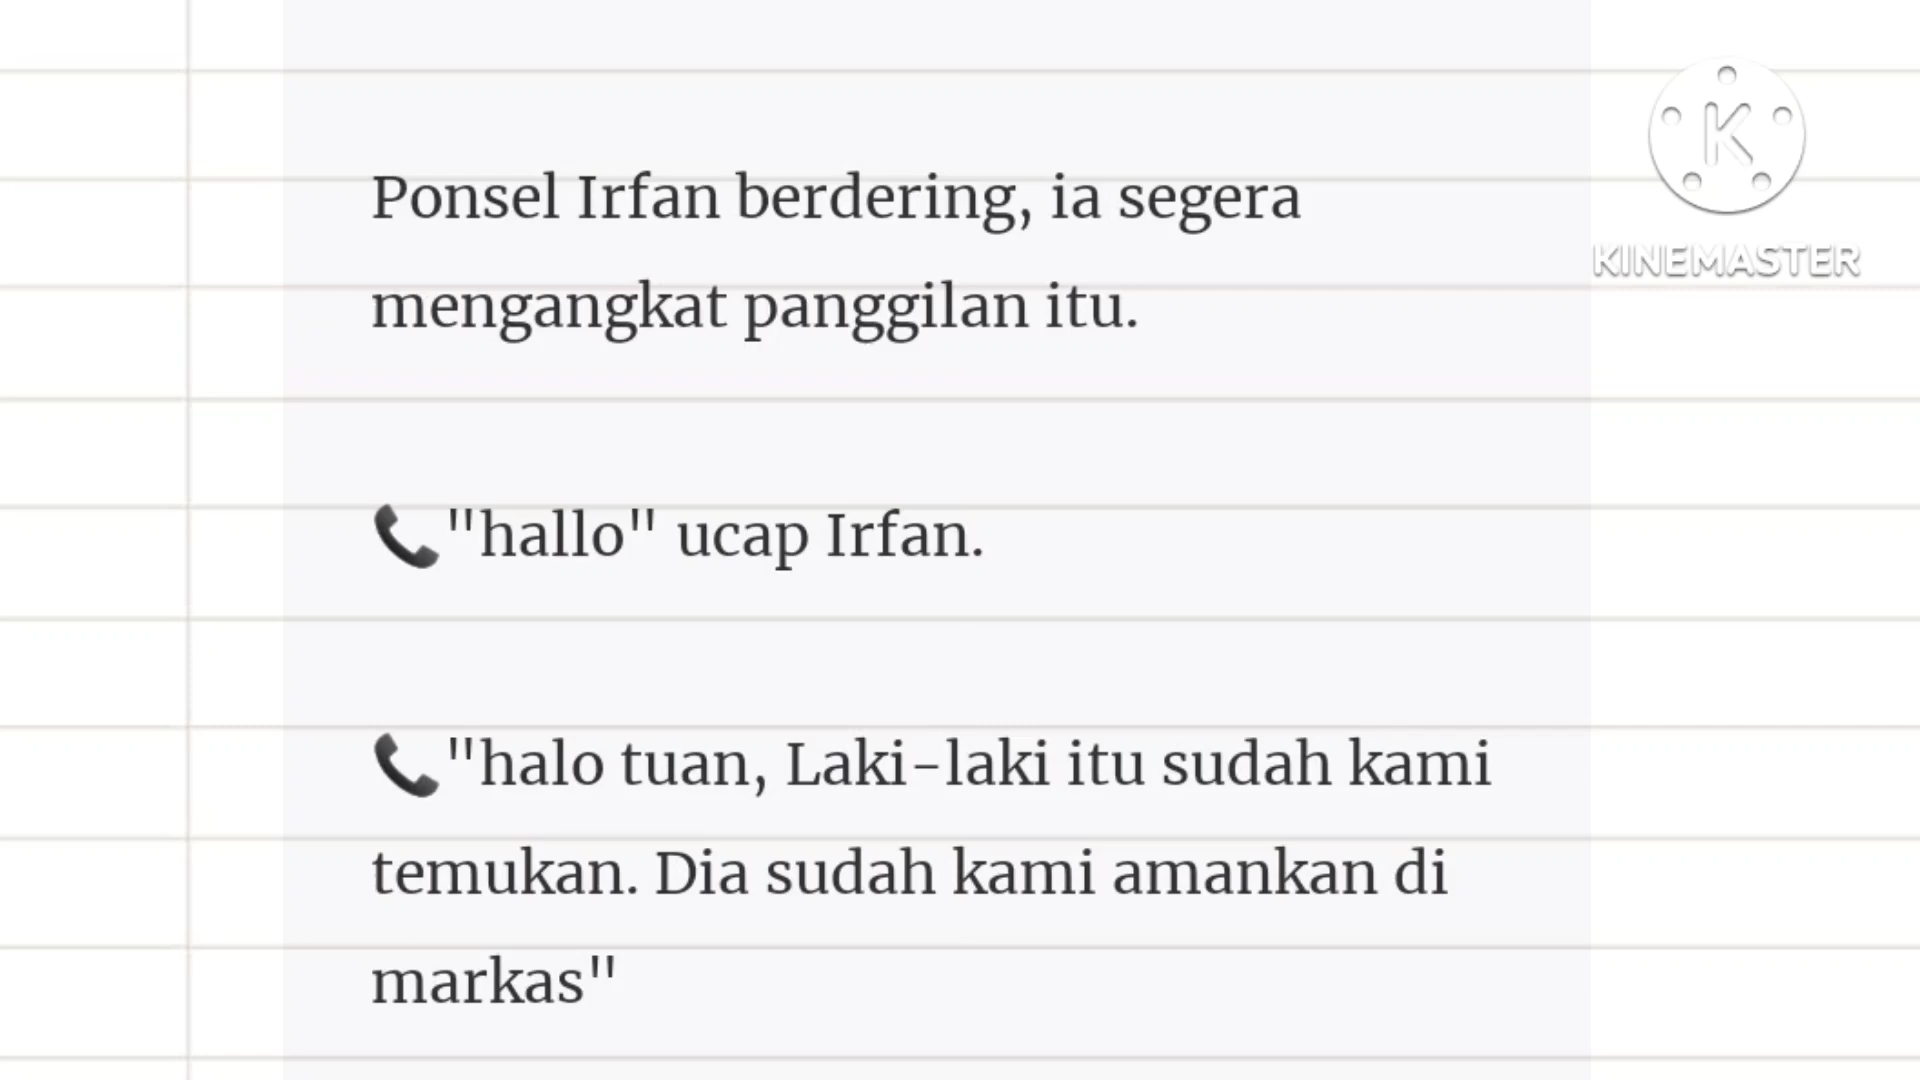 Ponsel Irfan berdering, ia segera
mengangkat panggilan itu.
📞"hallo" ucap Irfan.
📞"halo tuan, Laki-laki itu sudah kami
temukan. Dia sudah kami amankan di
markas"
K
KINEMASTER